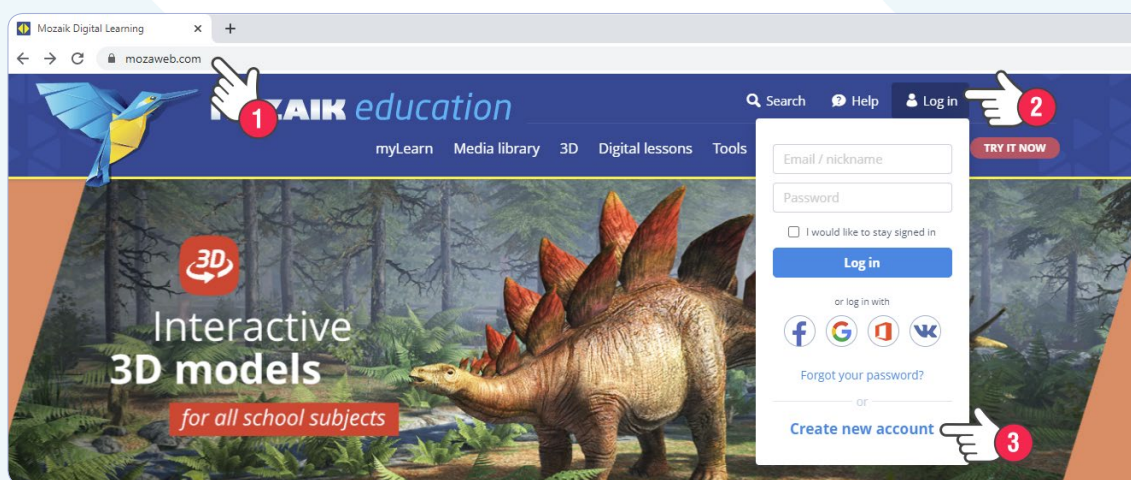 Mozaik Digital Learning
mozaweb.com
1
ZAIK education
Search Help Log in
2
myLearn Media library 3D Digital lessons Tools
TRY IT NOW
Email / nickname
Password
I would like to stay signed in
Log in
or log in with
Forgot your password?
or
Create new account
3
3D
Interactive
3D models
for all school subjects